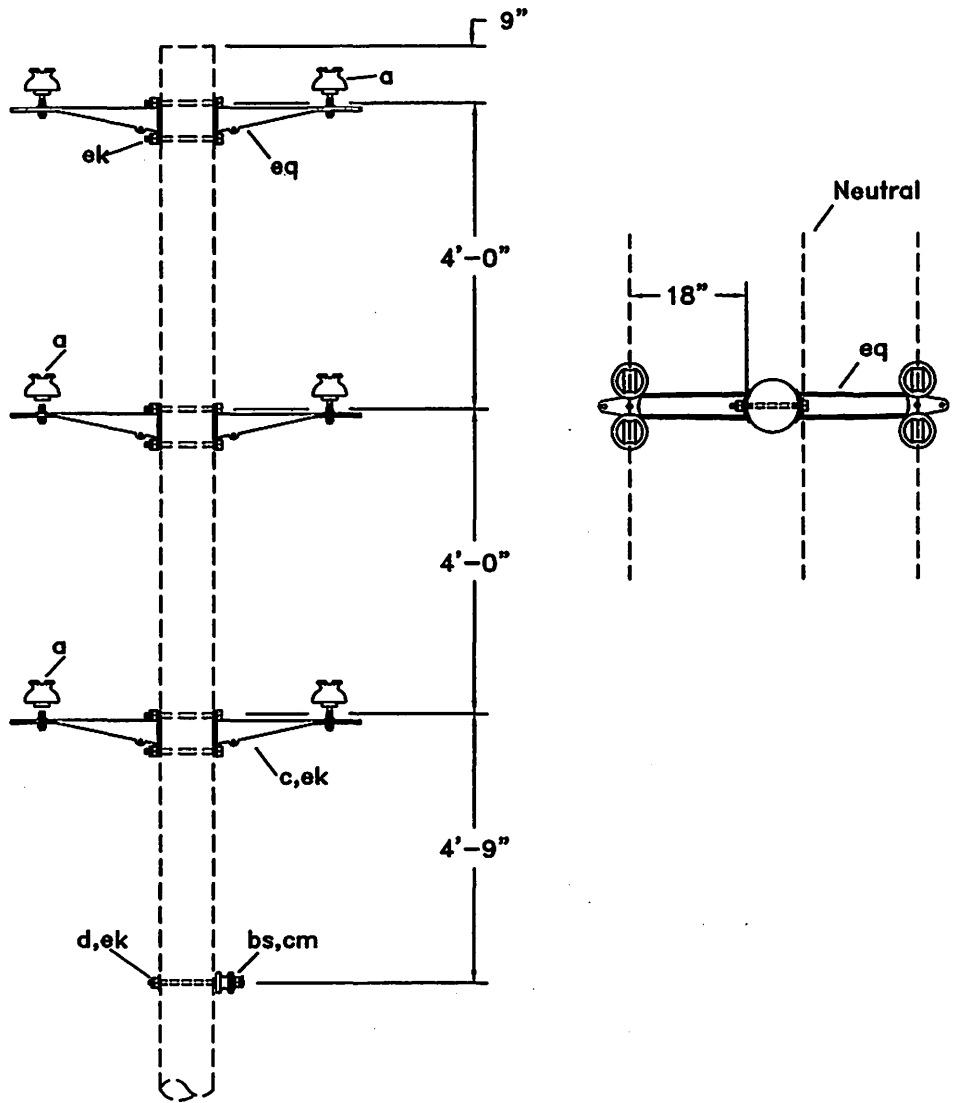 9”
a
ek
eq
4’-0”
Neutral
18”
eq
a
4’-0”
a
c,ek
4’-9”
d,ek
bs,cm